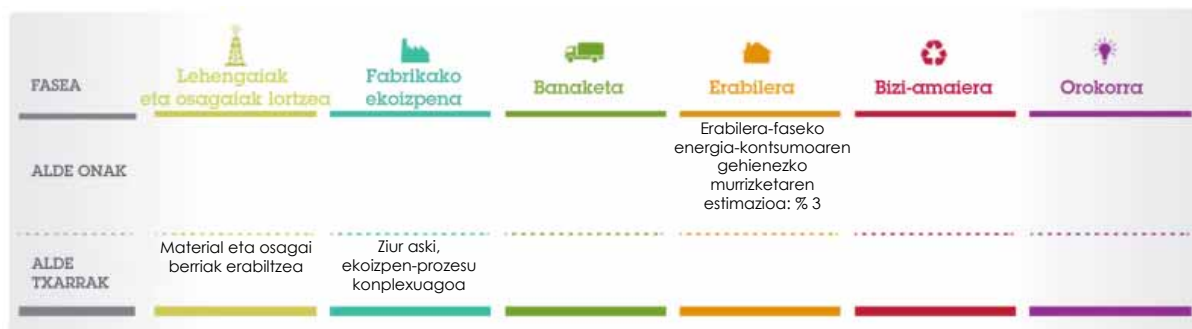 FASEA
Lehengaiak
eta osagaiak lortzea
Fabrikako
ekoizpena
Banaketa
Erabilera
Bizi-amaiera
Orokorra
ALDE ONAK
Erabilera-faseko
energia-kontsumoaren
gehienezko
murrizketaren
estimazioa: % 3
ALDE
TXARRAK
Material eta osagai
berriak erabiltzea
Ziur aski,
ekoizpen-prozesu
konplexuagoa